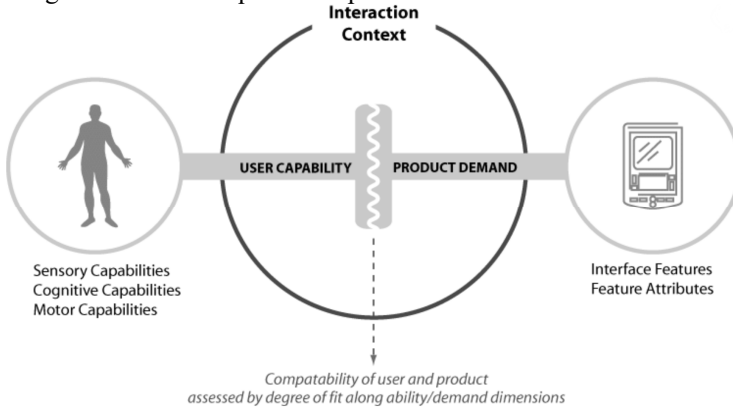 Interaction
Context
USER CAPABILITY
PRODUCT DEMAND
Sensory Capabilities
Cognitive Capabilities
Motor Capabilities
Interface Features
Feature Attributes
Compatability of user and product
assessed by degree of fit along ability/demand dimensions